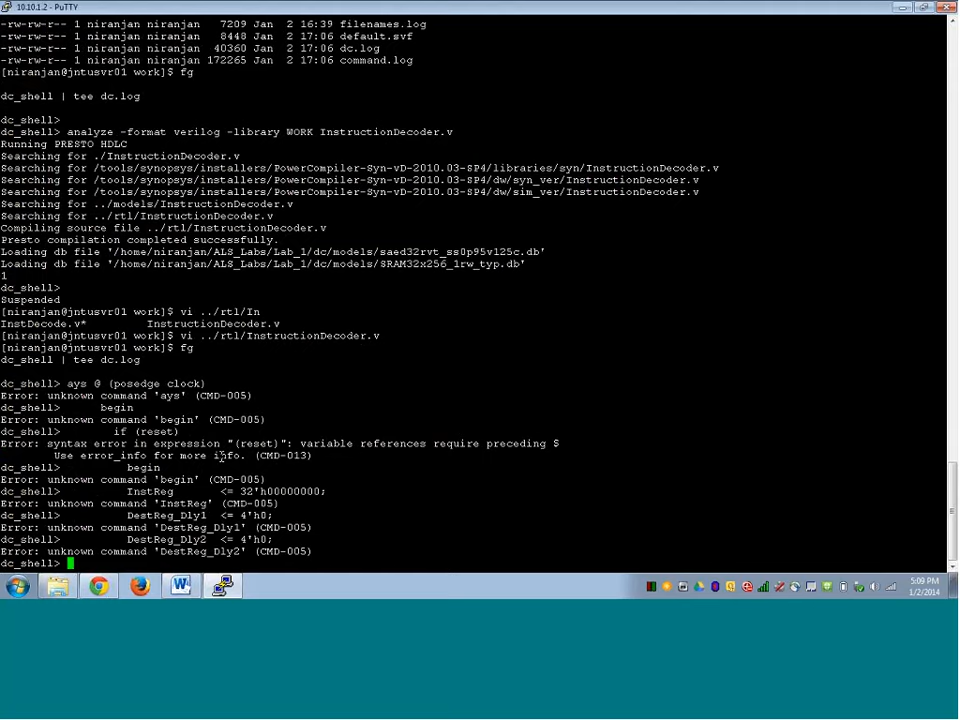 10.10.1.2 - PuTTY
-rw-rw-r-- 1 niranjan niranjan   7209 Jan  2 16:39 filenames.log
-rw-rw-r-- 1 niranjan niranjan   8448 Jan  2 17:06 default.svf
-rw-rw-r-- 1 niranjan niranjan  40360 Jan  2 17:06 dc.log
-rw-rw-r-- 1 niranjan niranjan 172265 Jan  2 17:06 command.log
[niranjan@jntusvr01 work]$ fg
dc_shell | tee dc.log
dc_shell>
dc_shell> analyze -format verilog -library WORK InstructionDecoder.v
Running PRESTO HDLC
Searching for ./InstructionDecoder.v
Searching for /tools/synopsys/installers/PowerCompiler-Syn-vD-2010.03-SP4/libraries/syn/InstructionDecoder.v
Searching for /tools/synopsys/installers/PowerCompiler-Syn-vD-2010.03-SP4/dw/syn_ver/InstructionDecoder.v
Searching for /tools/synopsys/installers/PowerCompiler-Syn-vD-2010.03-SP4/dw/sim_ver/InstructionDecoder.v
Searching for ../models/InstructionDecoder.v
Searching for ../rtl/InstructionDecoder.v
Compiling source file ../rtl/InstructionDecoder.v
Presto compilation completed successfully.
Loading db file '/home/niranjan/ALS_Labs/Lab_1/dc/models/saed32rvt_ss0p95v125c.db'
Loading db file '/home/niranjan/ALS_Labs/Lab_1/dc/models/SRAM32x256_1rw_typ.db'
1
dc_shell>
Suspended
[niranjan@jntusvr01 work]$ vi ../rtl/In
InstDecode.v*          InstructionDecoder.v
[niranjan@jntusvr01 work]$ vi ../rtl/InstructionDecoder.v
[niranjan@jntusvr01 work]$ fg
dc_shell | tee dc.log
dc_shell> ays @ (posedge clock)
Error: unknown command 'ays' (CMD-005)
dc_shell>      begin
Error: unknown command 'begin' (CMD-005)
dc_shell>        if (reset)
Error: syntax error in expression "(reset)": variable references require preceding $
        Use error_info for more info. (CMD-013)
dc_shell>          begin
Error: unknown command 'begin' (CMD-005)
dc_shell>          InstReg       <= 32'h00000000;
Error: unknown command 'InstReg' (CMD-005)
dc_shell>          DestReg_Dly1  <= 4'h0;
Error: unknown command 'DestReg_Dly1' (CMD-005)
dc_shell>          DestReg_Dly2  <= 4'h0;
Error: unknown command 'DestReg_Dly2' (CMD-005)
dc_shell>
5:09 PM
1/2/2014